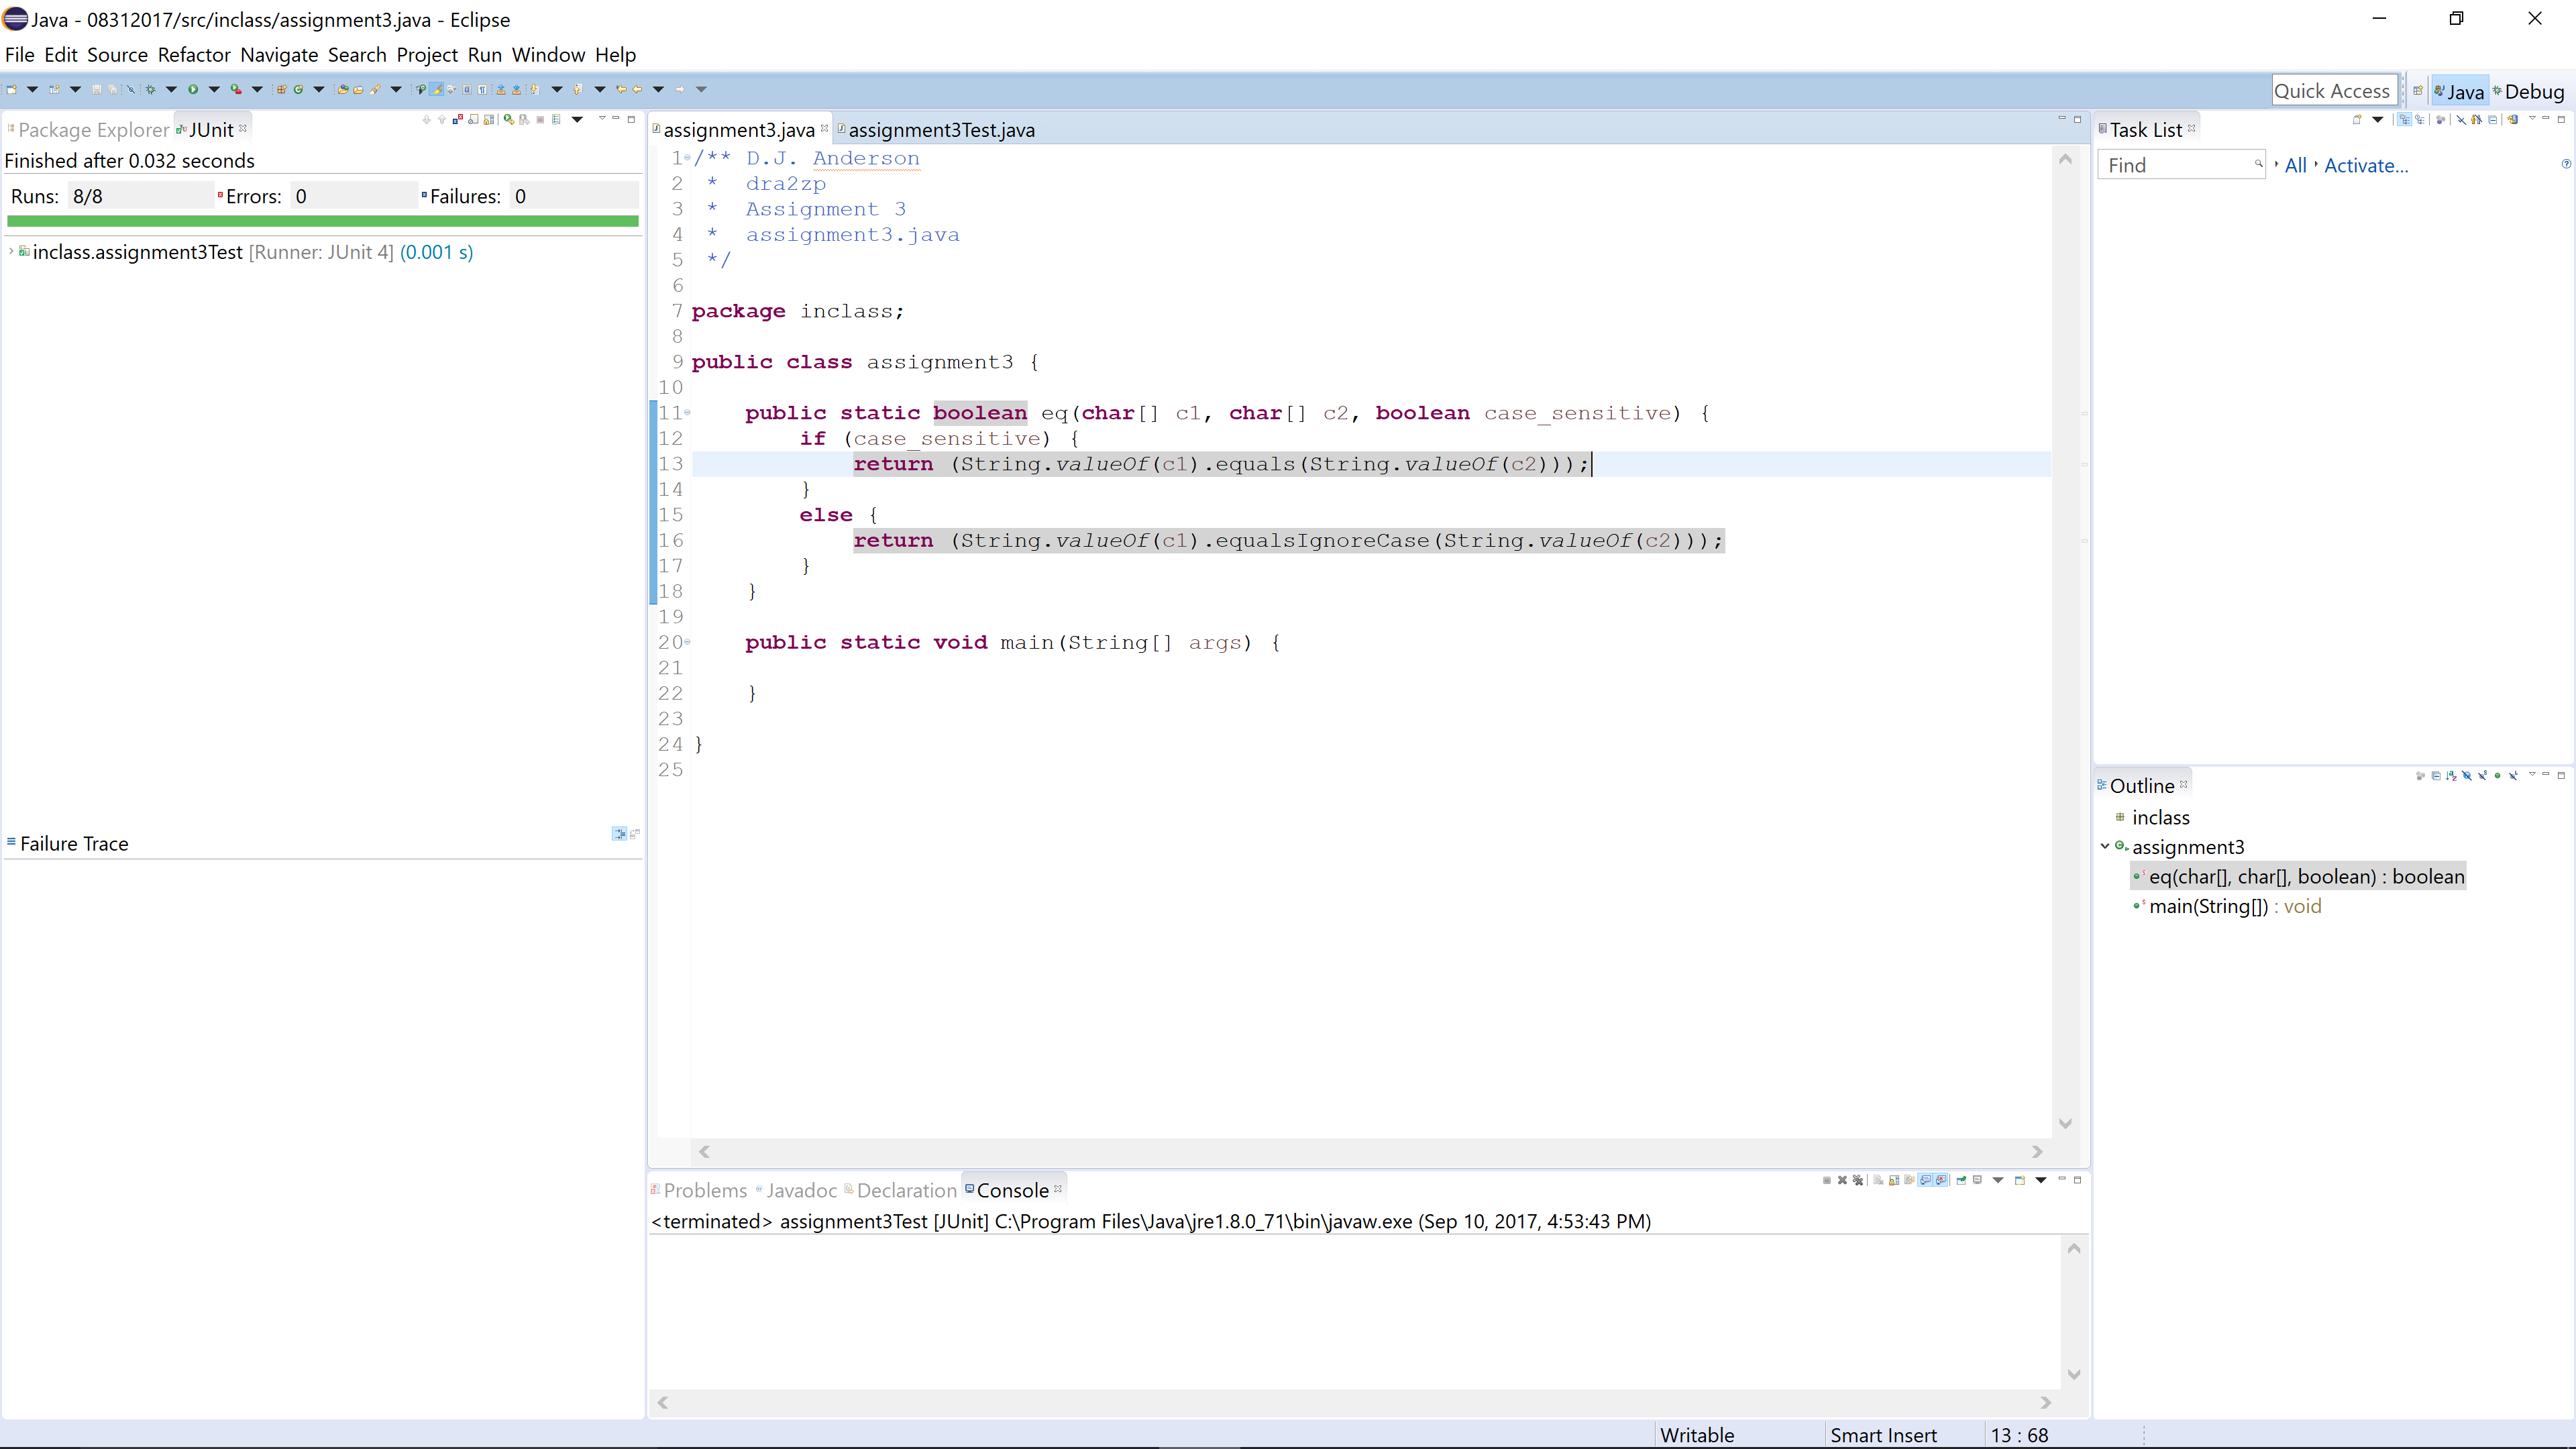 Java - 08312017/src/inclass/assignment3.java - Eclipse
File Edit Source Refactor Navigate Search Project Run Window Help
Quick Access Java Debug
Package Explorer JUnit
Finished after 0.032 seconds
Runs: 8/8 Errors: 0 Failures: 0
inclass.assignment3Test [Runner: JUnit 4] (0.001 s)
Failure Trace
assignment3.java assignment3Test.java
1 /** D.J. Anderson
2 * dra2zp
3 * Assignment 3
4 * assignment3.java
5 */
6
7 package inclass;
8
9 public class assignment3 {
10
11 public static boolean eq(char[] c1, char[] c2, boolean case_sensitive) {
12 if (case_sensitive) {
13 return (String.valueOf(c1).equals(String.valueOf(c2)));
14 }
15 else {
16 return (String.valueOf(c1).equalsIgnoreCase(String.valueOf(c2)));
17 }
18 }
19
20 public static void main(String[] args) {
21
22 }
23
24 }
25
Problems Javadoc Declaration Console
<terminated> assignment3Test [JUnit] C:\Program Files\Java\jre1.8.0_71\bin\javaw.exe (Sep 10, 2017, 4:53:43 PM)
Task List
Find All Activate...
Outline
inclass
assignment3
eq(char[], char[], boolean) : boolean
main(String[]) : void
Writable Smart Insert 13 : 68